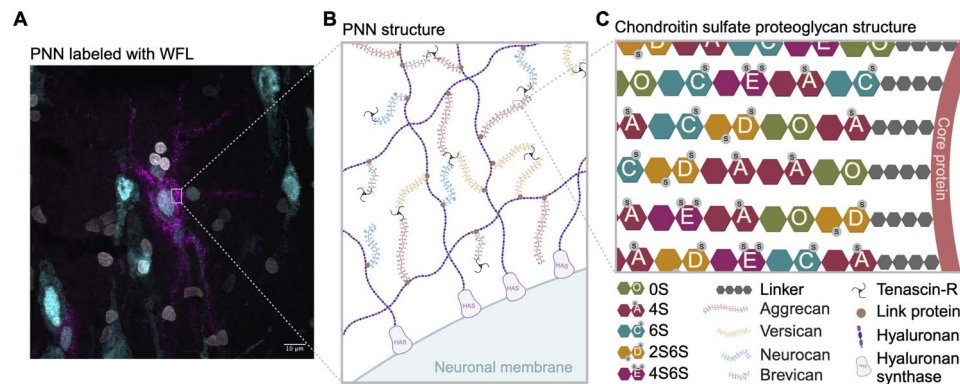 A
PNN labeled with WFL
10 µm
B
PNN structure
HAS
HAS
HAS
HAS
Neuronal membrane
C
Chondroitin sulfate proteoglycan structure
S S S S S
D A C E O
S S S S S
O C E A C
S S S S
A C D O A
S S S S
C D A A O
S S S S S
A E A O D
S S S S S S
A D E C A
Core protein
O 0S
S A 4S
S C 6S
S D S 2S6S
S E S 4S6S
Linker
Aggrecan
Versican
Neurocan
Brevican
Tenascin-R
Link protein
Hyaluronan
HAS Hyaluronan
synthase